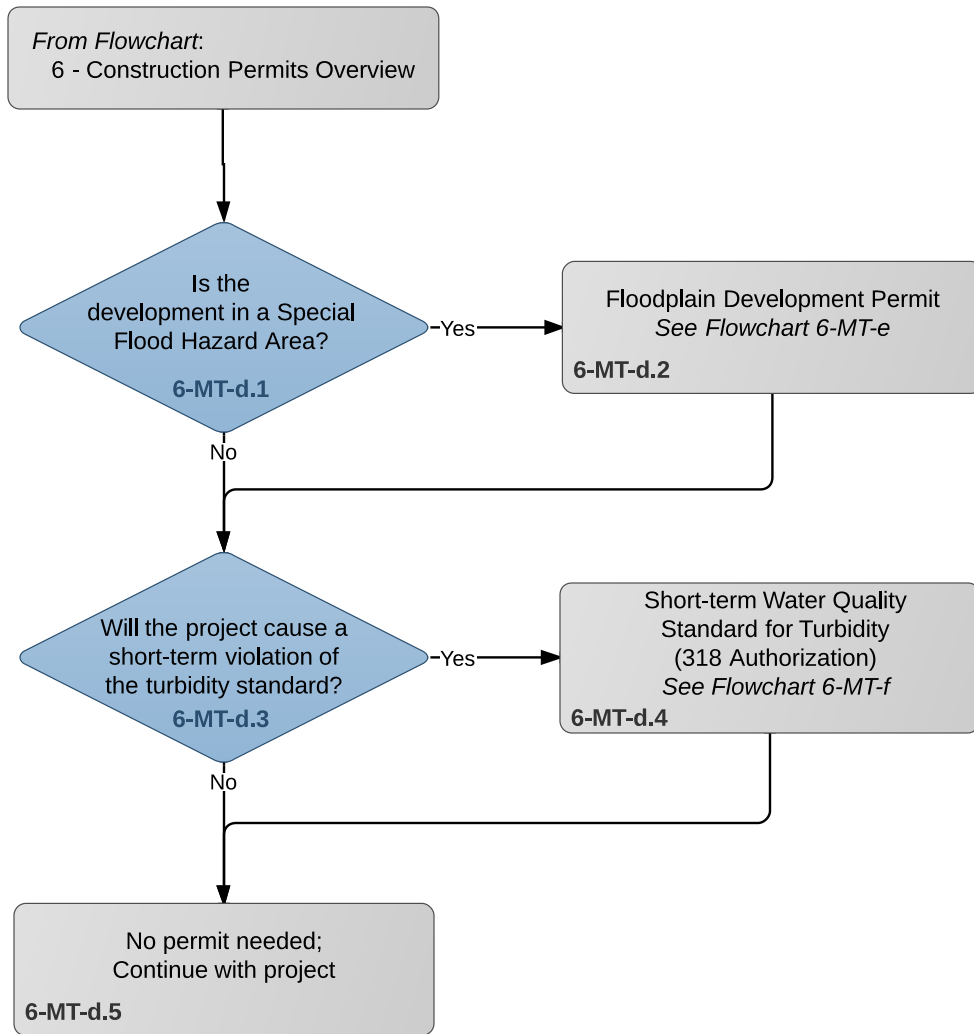 From Flowchart:
6 - Construction Permits Overview
Is the
development in a Special
Flood Hazard Area?
6-MT-d.1
Yes
Floodplain Development Permit
See Flowchart 6-MT-e
6-MT-d.2
No
Will the project cause a
short-term violation of
the turbidity standard?
6-MT-d.3
Yes
Short-term Water Quality
Standard for Turbidity
(318 Authorization)
See Flowchart 6-MT-f
6-MT-d.4
No
No permit needed;
Continue with project
6-MT-d.5